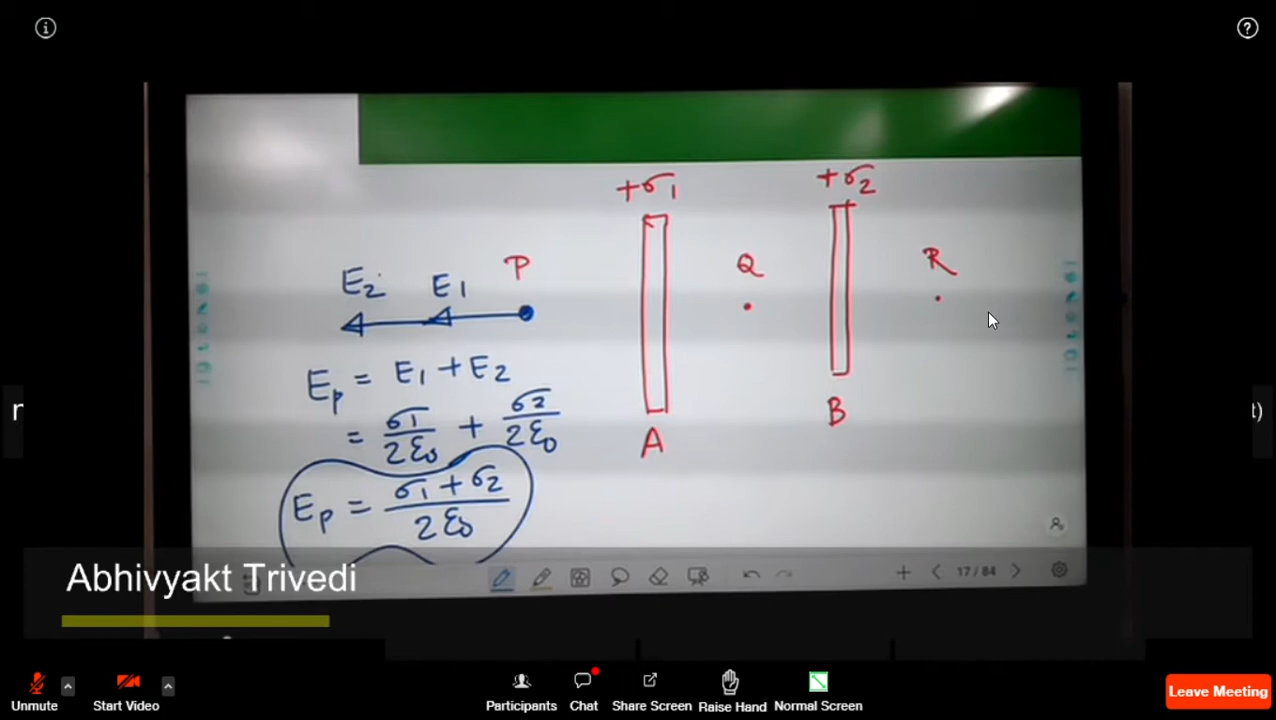 +σ1
+σ2
P
Q
R
E2
E1
Ep = E1 + E2
= σ1/2ε0 + σ2/2ε0
Ep = σ1 + σ2/2ε0
A
B
17 / 84
Abhivyakt Trivedi
Unmute
Start Video
Participants
Chat
Share Screen
Raise Hand
Normal Screen
Leave Meeting